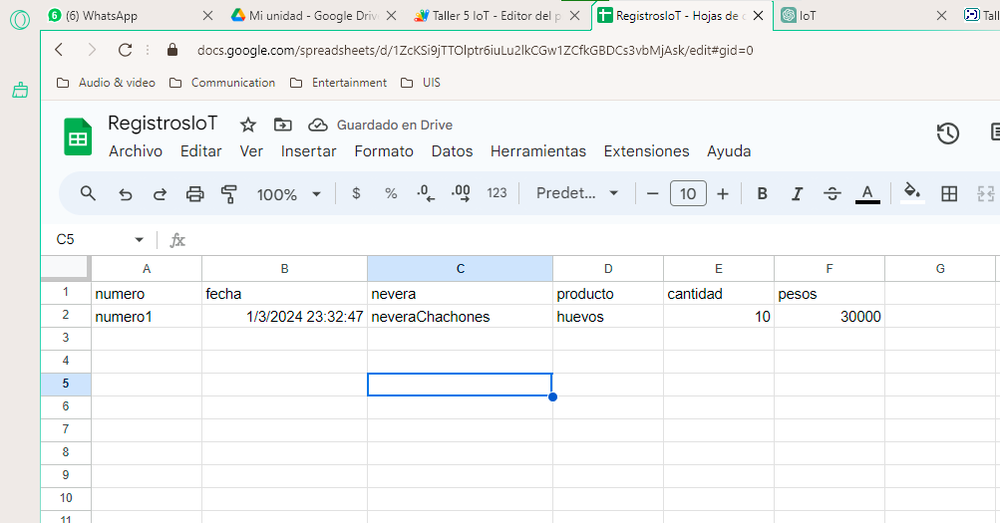 6 (6) WhatsApp Mi unidad - Google Drive Taller 5 IoT - Editor del p RegistrosIoT - Hojas de c IoT Tall
docs.google.com/spreadsheets/d/1ZcKSi9jTTOlptr6iuLu2lkCGw1ZCfkGBDCs3vbMjAsk/edit#gid=0
Audio & video Communication Entertainment UIS
RegistrosIoT Guardado en Drive
Archivo Editar Ver Insertar Formato Datos Herramientas Extensiones Ayuda
100% $ % .0 .00 123 Predet... 10 B I A
C5 fx
A B C D E F G
1 numero fecha nevera producto cantidad pesos
2 numero1 1/3/2024 23:32:47 neveraChachones huevos 10 30000
3
4
5
6
7
8
9
10
11